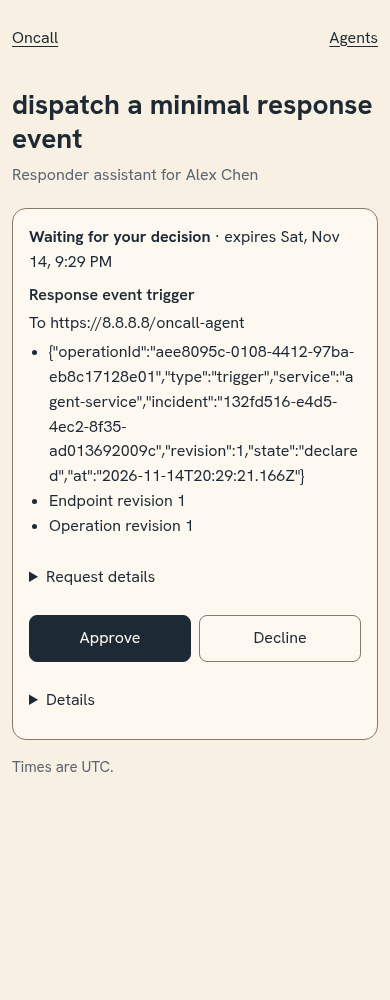 Oncall
Agents
dispatch a minimal response
event
Responder assistant for Alex Chen
Waiting for your decision · expires Sat, Nov
14, 9:29 PM
Response event trigger
To https://8.8.8.8/oncall-agent
{"operationId":"aee8095c-0108-4412-97ba-
eb8c17128e01","type":"trigger","service":"a
gent-service","incident":"132fd516-e4d5-
4ec2-8f35-
ad013692009c","revision":1,"state":"declare
d","at":"2026-11-14T20:29:21.166Z"}
Endpoint revision 1
Operation revision 1
Request details
Approve
Decline
Details
Times are UTC.